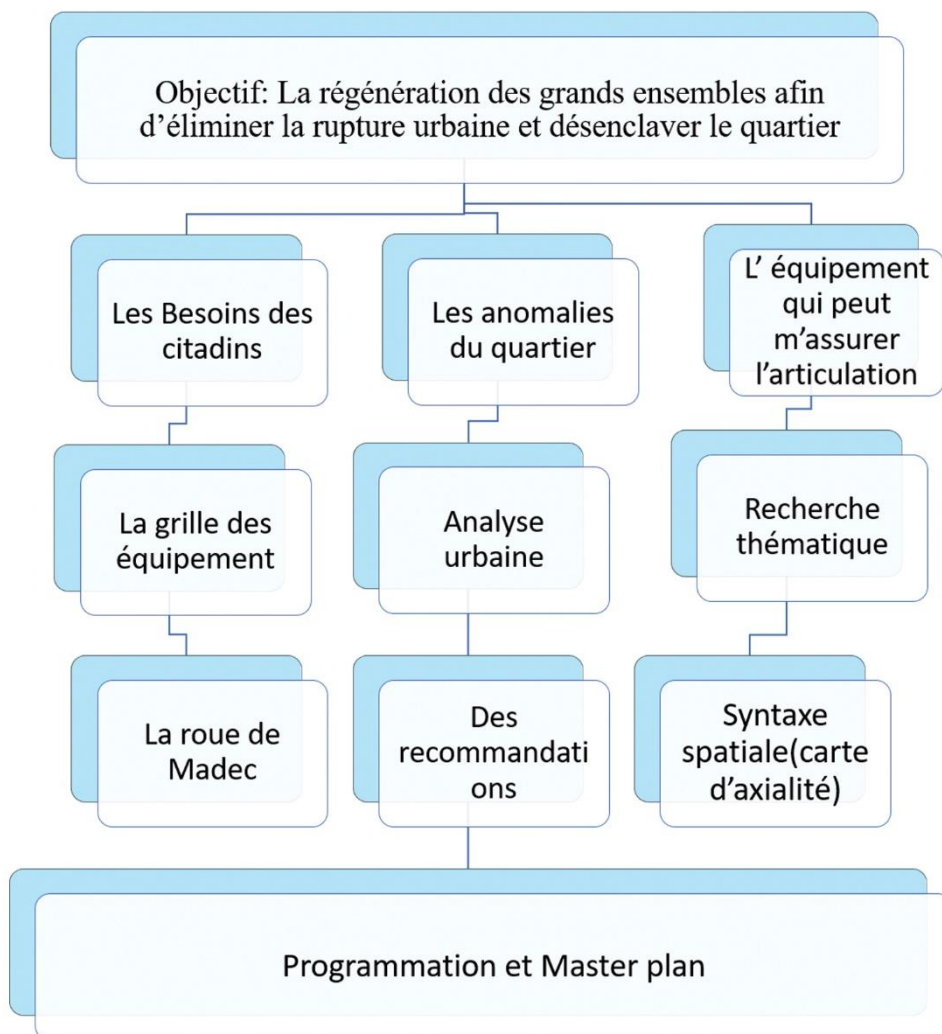 Objectif: La régénération des grands ensembles afin
d’éliminer la rupture urbaine et désenclaver le quartier
Les Besoins des
citadins
Les anomalies
du quartier
L’ équipement
qui peut
m’assurer
l’articulation
La grille des
équipement
Analyse
urbaine
Recherche
thématique
La roue de
Madec
Des
recommandati
ons
Syntaxe
spatiale(carte
d’axialité)
Programmation et Master plan